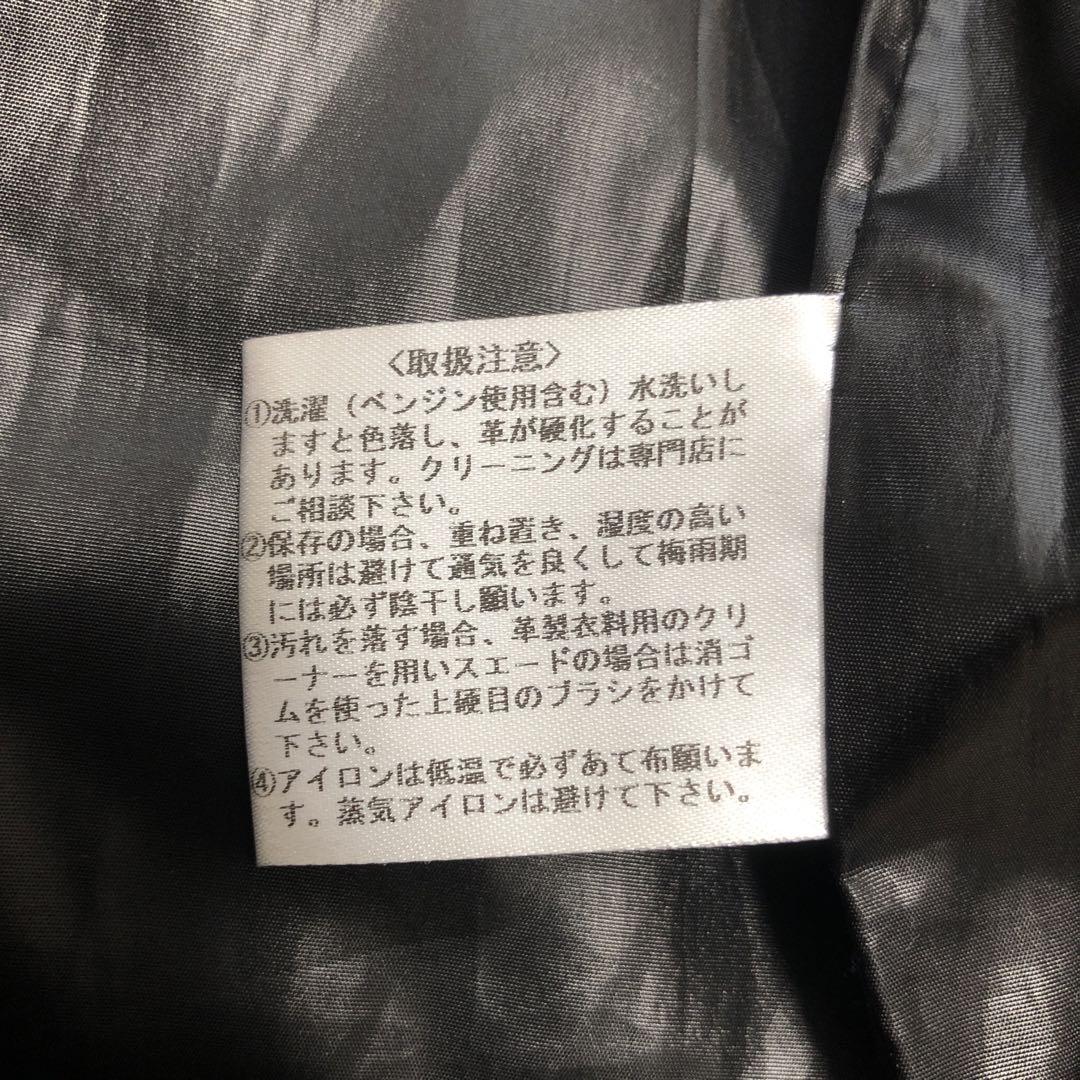 〈取扱注意〉
①洗濯（ベンジン使用含む）水洗いし
ますと色落し、革が硬化することが
あります。クリーニングは専門店に
ご相談下さい。
②保存の場合、重ね置き、湿度の高い
場所は避けて通気を良くして梅雨期
には必ず陰干し願います。
③汚れを落す場合、革製衣料用のクリ
ーナーを用いスエードの場合は消ゴ
ムを使った上硬目のブラシをかけて
下さい。
④アイロンは低温で必ずあて布願いま
す。蒸気アイロンは避けて下さい。